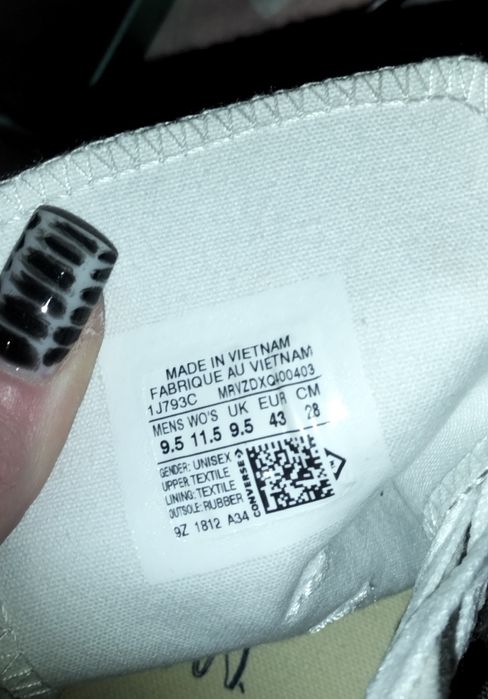 MADE IN VIETNAM
FABRIQUE AU VIETNAM
1J793C MRVZDXQ400403
MENS WO'S UK EUR CM
9.5 11.5 9.5 43 28
GENDER: UNISEX
UPPER:TEXTILE
LINING:TEXTILE
OUTSOLE:RUBBER
CONVERSE
9Z 1812 A34